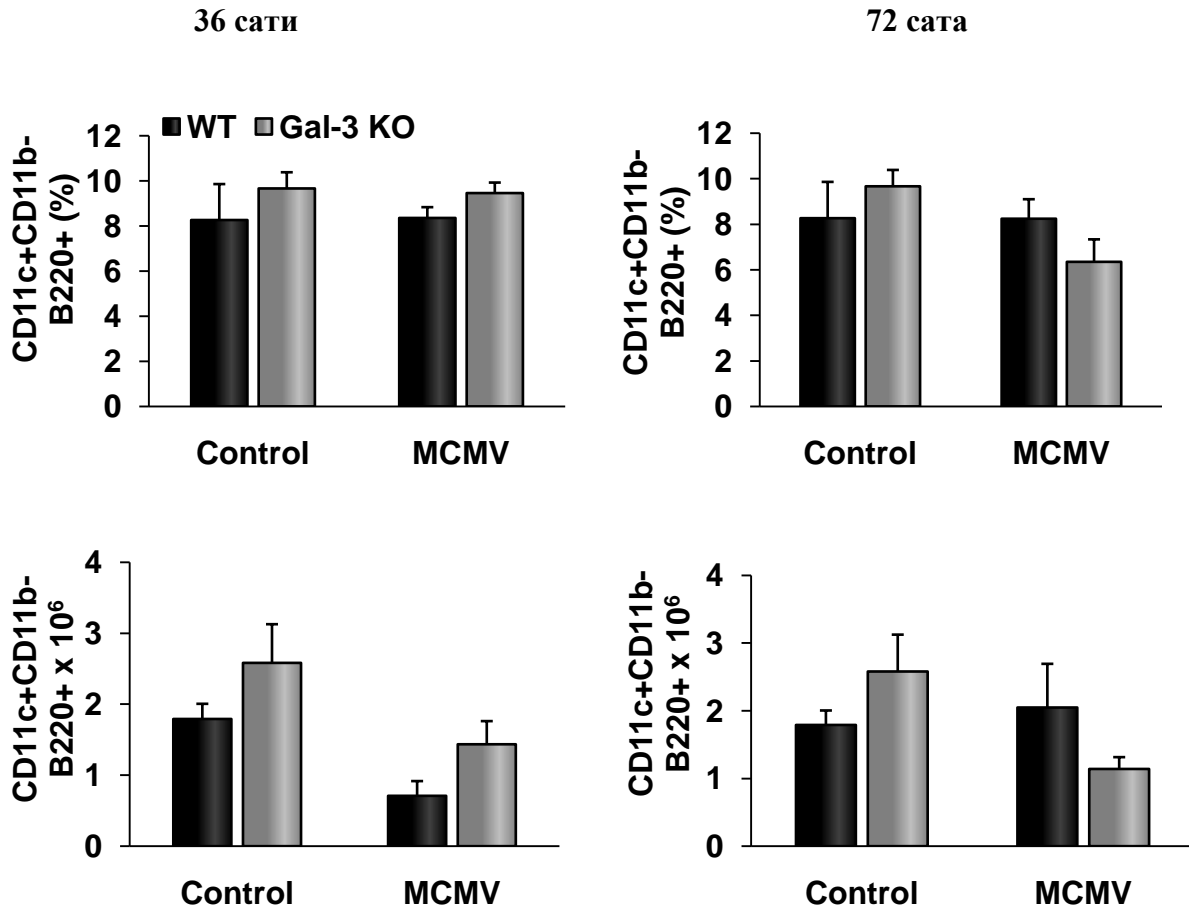 36 сати
72 сата
WT Gal-3 KO
CD11c+CD11b-
B220+ (%)
12
10
8
6
4
2
0
Control MCMV
CD11c+CD11b-
B220+ (%)
12
10
8
6
4
2
0
Control MCMV
CD11c+CD11b-
B220+ x 10⁶
4
3
2
1
0
Control MCMV
CD11c+CD11b-
B220+ x 10⁶
4
3
2
1
0
Control MCMV